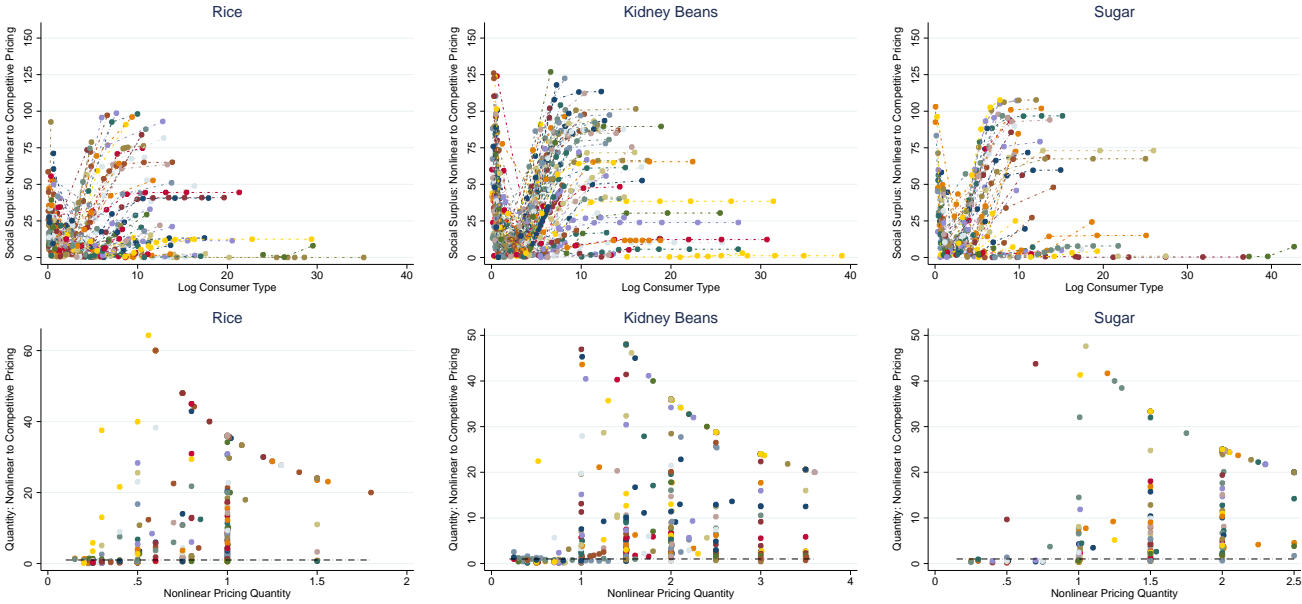 Rice
Social Surplus: Nonlinear to Competitive Pricing
150
125
100
75
50
25
0
0 10 20 30 40
Log Consumer Type
Kidney Beans
Social Surplus: Nonlinear to Competitive Pricing
150
125
100
75
50
25
0
0 10 20 30 40
Log Consumer Type
Sugar
Social Surplus: Nonlinear to Competitive Pricing
150
125
100
75
50
25
0
0 10 20 30 40
Log Consumer Type
Rice
Quantity: Nonlinear to Competitive Pricing
60
40
20
0
0 .5 1 1.5 2
Nonlinear Pricing Quantity
Kidney Beans
Quantity: Nonlinear to Competitive Pricing
50
40
30
20
10
0
0 1 2 3 4
Nonlinear Pricing Quantity
Sugar
Quantity: Nonlinear to Competitive Pricing
50
40
30
20
10
0
0 .5 1 1.5 2 2.5
Nonlinear Pricing Quantity